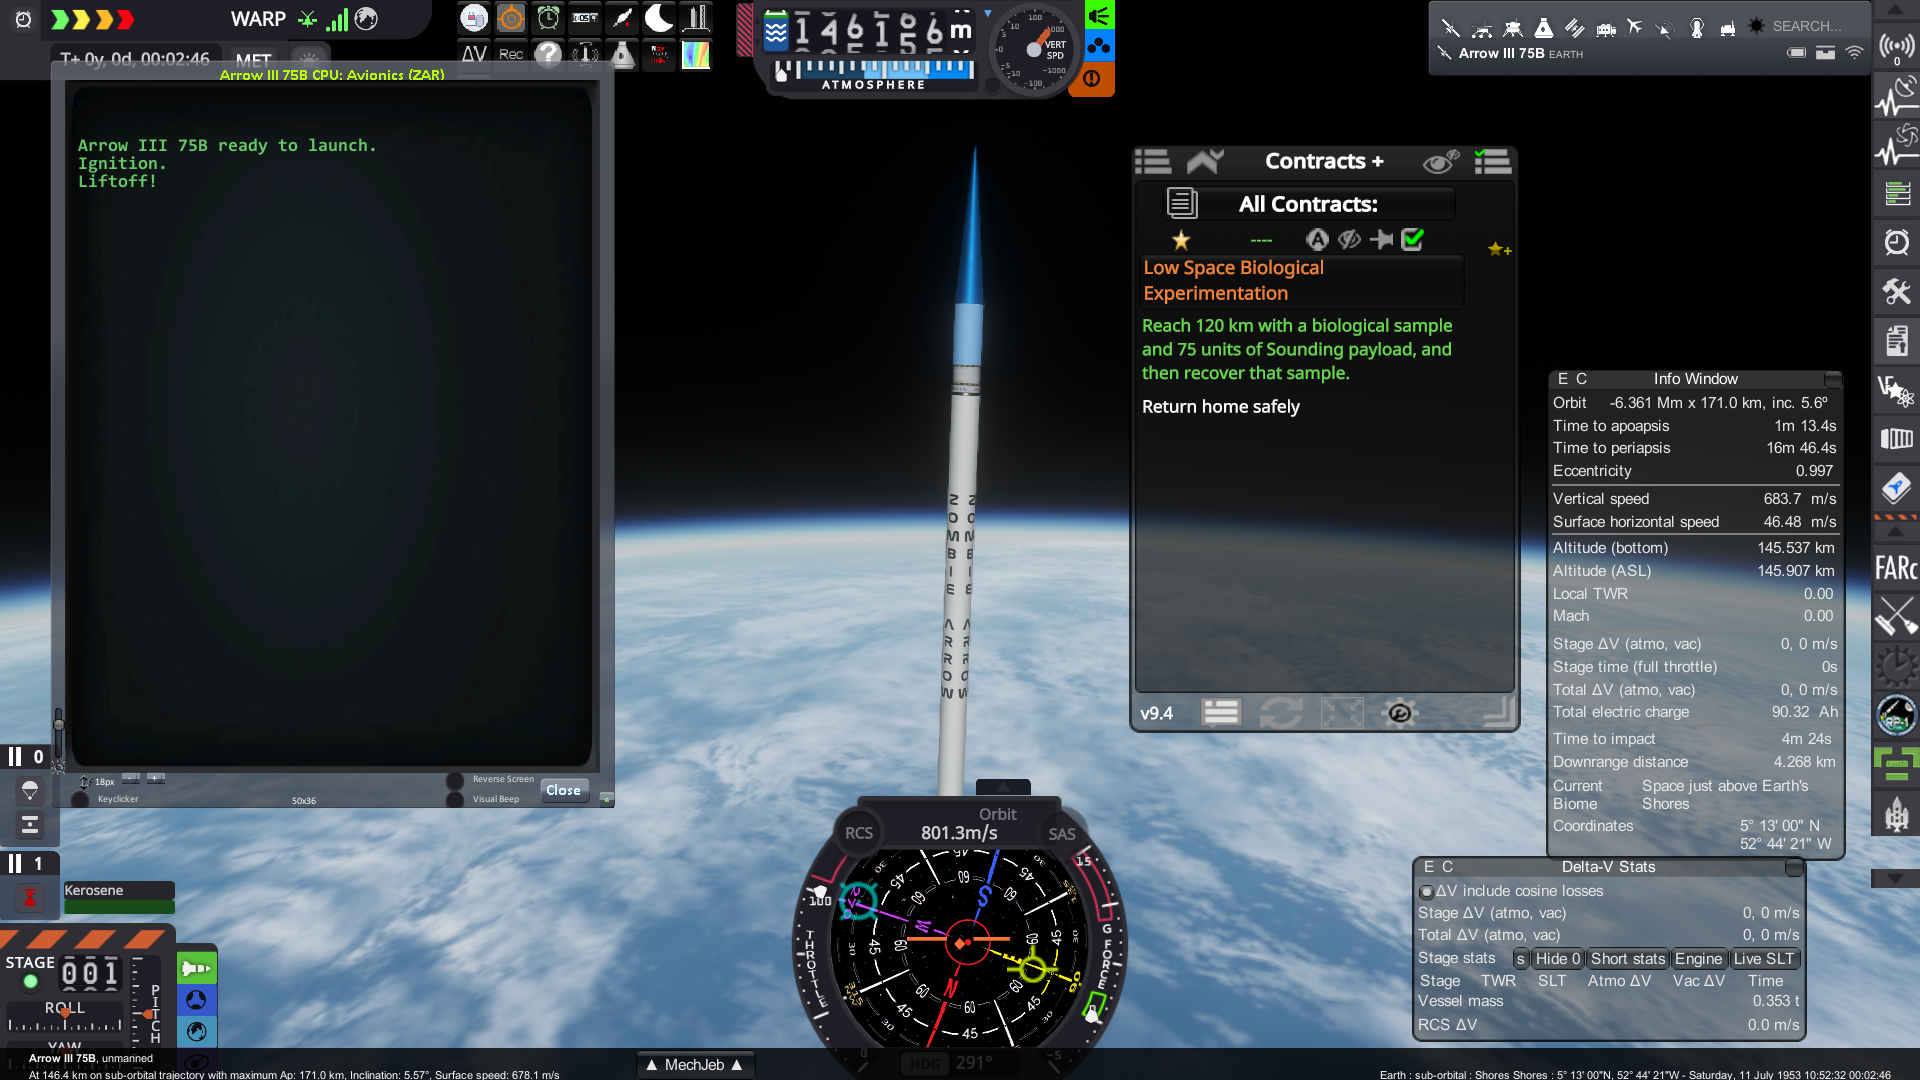 WARP
T+ 0y, 0d, 00:02:46 MET
ΔV Rec
146156 m
ATMOSPHERE
VERT SPD
SEARCH...
Arrow III 75B EARTH
0
Arrow III 75B CPU: Avionics (ZAR)
Arrow III 75B ready to launch.
Ignition.
Liftoff!
18px
Keyclicker
50x36
Reverse Screen
Visual Beep
Close
Contracts +
All Contracts:
----
Low Space Biological
Experimentation
Reach 120 km with a biological sample
and 75 units of Sounding payload, and
then recover that sample.
Return home safely
v9.4
ZOMBIE ARROW
ZOMBIE ARROW
E C Info Window
Orbit -6.361 Mm x 171.0 km, inc. 5.6º
Time to apoapsis 1m 13.4s
Time to periapsis 16m 46.4s
Eccentricity 0.997
Vertical speed 683.7 m/s
Surface horizontal speed 46.48 m/s
Altitude (bottom) 145.537 km
Altitude (ASL) 145.907 km
Local TWR 0.00
Mach 0.00
Stage ΔV (atmo, vac) 0, 0 m/s
Stage time (full throttle) 0s
Total ΔV (atmo, vac) 0, 0 m/s
Total electric charge 90.32 Ah
Time to impact 4m 24s
Downrange distance 4.268 km
Current Biome Space just above Earth's Shores
Coordinates 5° 13' 00" N
52° 44' 21" W
FARc
RP-1
E C Delta-V Stats
ΔV include cosine losses
Stage ΔV (atmo, vac) 0, 0 m/s
Total ΔV (atmo, vac) 0, 0 m/s
Stage stats s Hide 0 Short stats Engine Live SLT
Stage TWR SLT Atmo ΔV Vac ΔV Time
Vessel mass 0.353 t
RCS ΔV 0.0 m/s
0
1
Kerosene
STAGE 001
ROLL
PITCH
YAW
RCS
Orbit
801.3m/s
SAS
THROTTLE
100
0
G FORCE
15
-5
HDG 291°
MechJeb
Arrow III 75B, unmanned
At 146.4 km on sub-orbital trajectory with maximum Ap: 171.0 km, Inclination: 5.57°, Surface speed: 678.1 m/s
Earth : sub-orbital : Shores Shores : 5° 13' 00"N, 52° 44' 21"W - Saturday, 11 July 1953 10:52:32 00:02:46